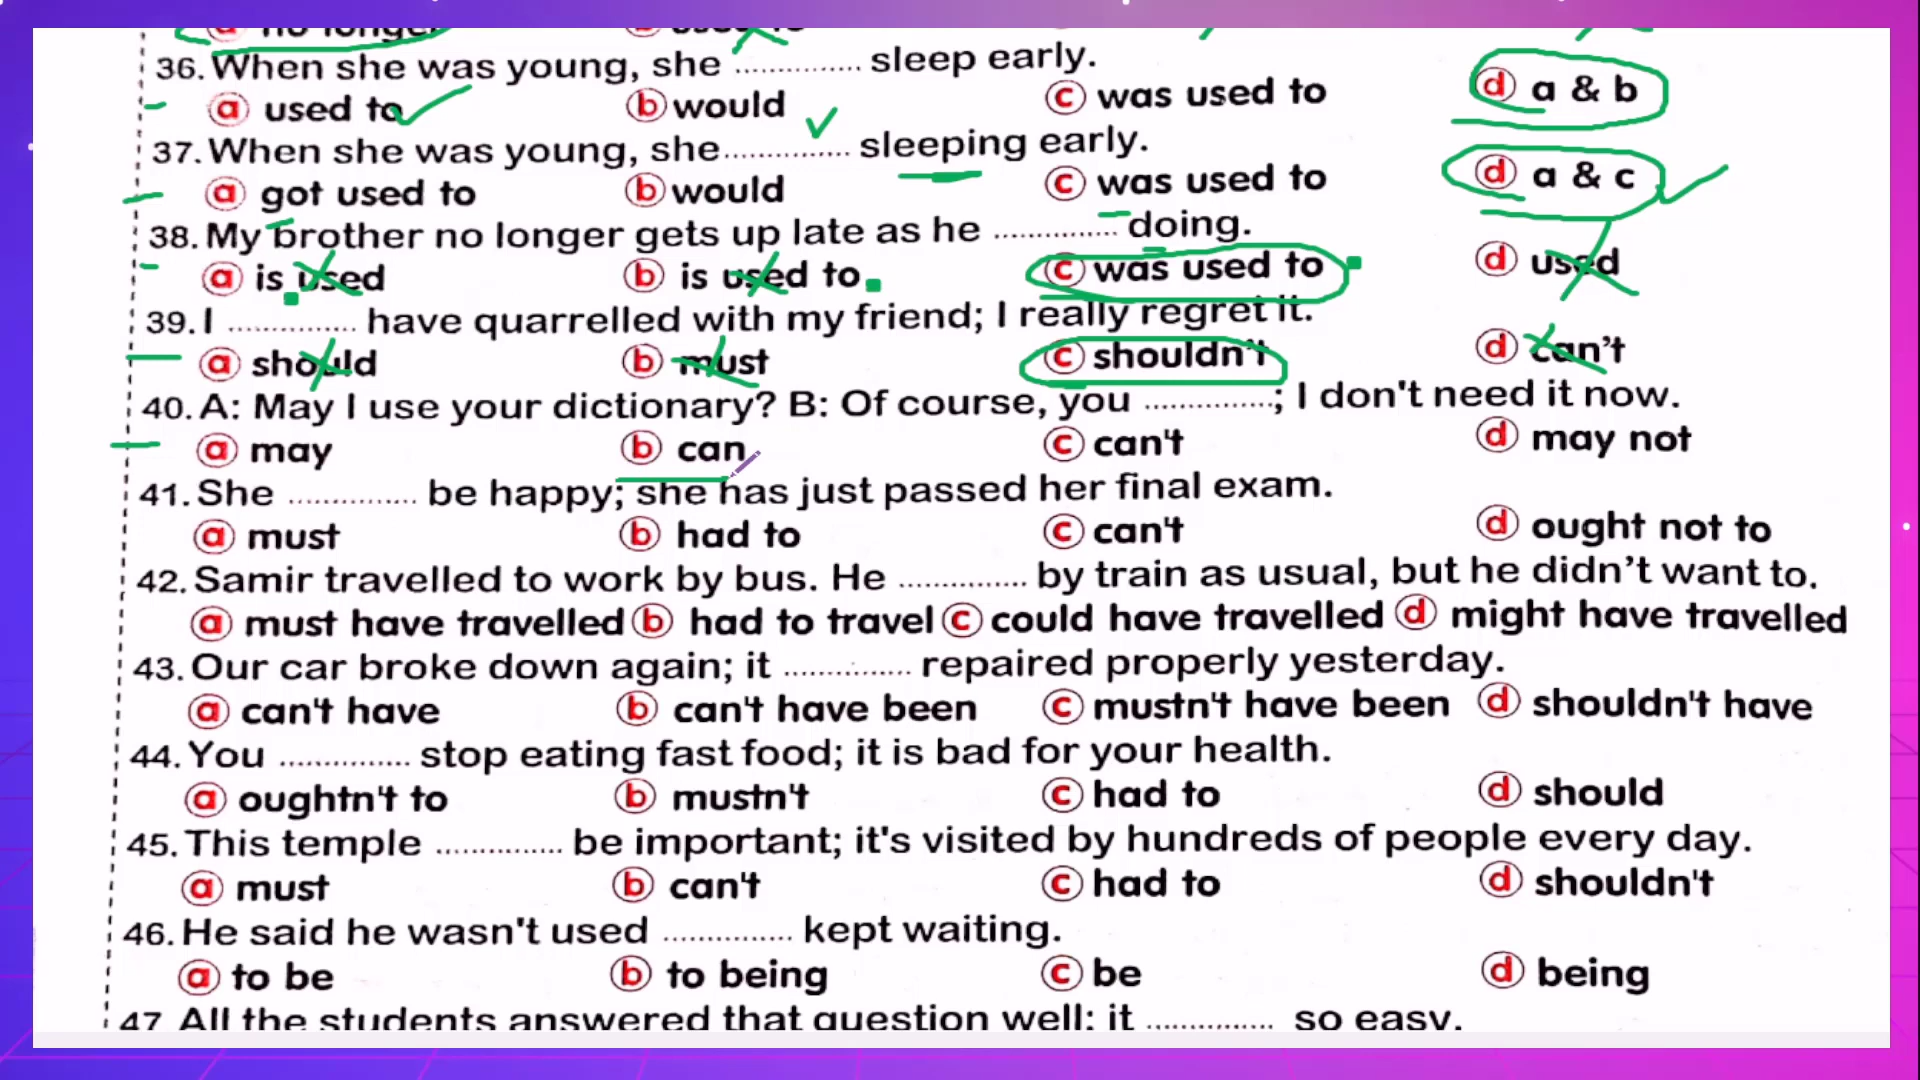 a no longer
36. When she was young, she .............. sleep early.
a used to b would c was used to d a & b
37. When she was young, she.............. sleeping early.
a got used to b would c was used to d a & c
38. My brother no longer gets up late as he .............. doing.
a is used b is used to. c was used to d used
39. I .............. have quarrelled with my friend; I really regret it.
a should b must c shouldn't d can't
40. A: May I use your dictionary? B: Of course, you ..............; I don't need it now.
a may b can c can't d may not
41. She .............. be happy; she has just passed her final exam.
a must b had to c can't d ought not to
42. Samir travelled to work by bus. He .............. by train as usual, but he didn't want to.
a must have travelled b had to travel c could have travelled d might have travelled
43. Our car broke down again; it .............. repaired properly yesterday.
a can't have b can't have been c mustn't have been d shouldn't have
44. You .............. stop eating fast food; it is bad for your health.
a oughtn't to b mustn't c had to d should
45. This temple .............. be important; it's visited by hundreds of people every day.
a must b can't c had to d shouldn't
46. He said he wasn't used .............. kept waiting.
a to be b to being c be d being
47 All the students answered that question well; it .............. so easy.